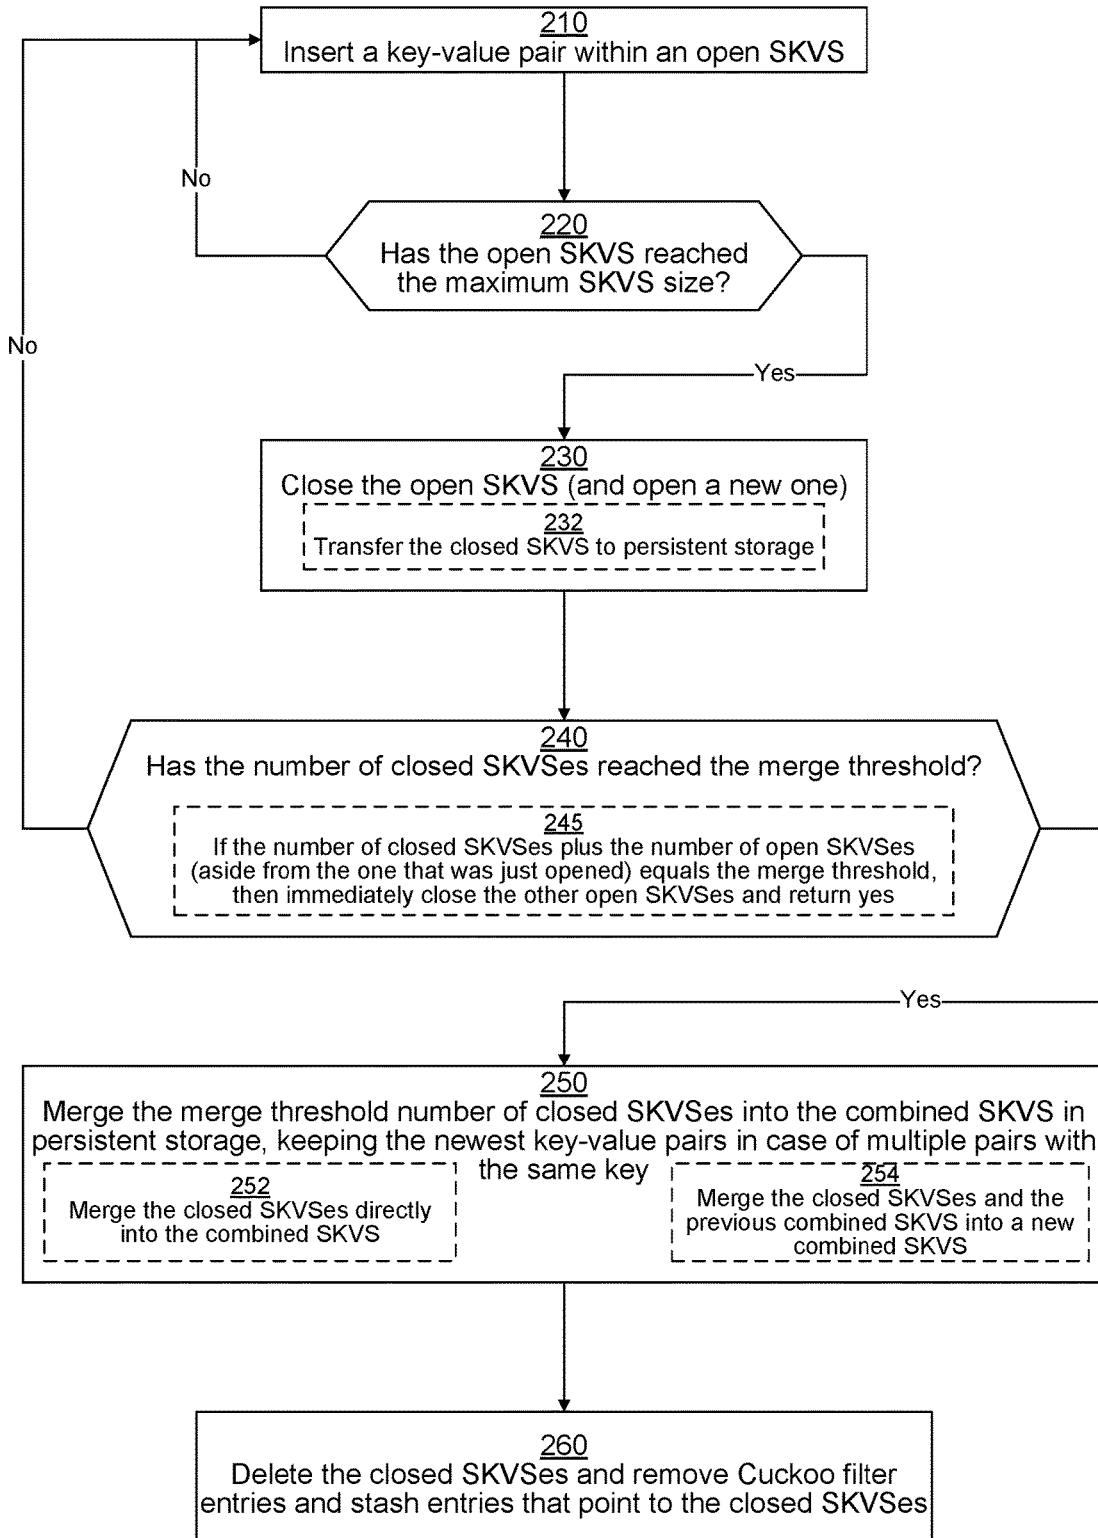 210
Insert a key-value pair within an open SKVS
No
220
Has the open SKVS reached
the maximum SKVS size?
No
Yes
230
Close the open SKVS (and open a new one)
232
Transfer the closed SKVS to persistent storage
240
Has the number of closed SKVSes reached the merge threshold?
245
If the number of closed SKVSes plus the number of open SKVSes
(aside from the one that was just opened) equals the merge threshold,
then immediately close the other open SKVSes and return yes
Yes
250
Merge the merge threshold number of closed SKVSes into the combined SKVS in
persistent storage, keeping the newest key-value pairs in case of multiple pairs with
the same key
252
Merge the closed SKVSes directly
into the combined SKVS
254
Merge the closed SKVSes and the
previous combined SKVS into a new
combined SKVS
260
Delete the closed SKVSes and remove Cuckoo filter
entries and stash entries that point to the closed SKVSes